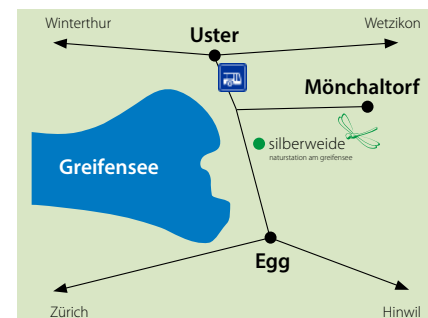 Winterthur
Wetzikon
Uster
Mönchaltorf
silberweide
naturstation am greifensee
Greifensee
Egg
Zürich
Hinwil